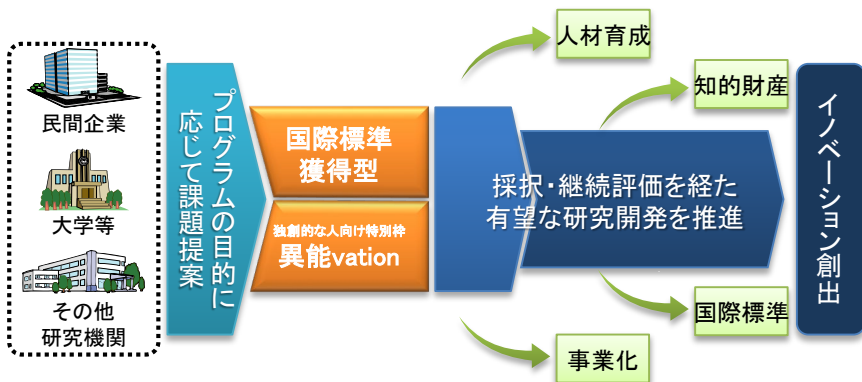 民間企業
大学等
その他
研究機関
プログラムの目的に
応じて課題提案
国際標準
獲得型
独創的な人向け特別枠
異能vation
採択・継続評価を経た
有望な研究開発を推進
人材育成
知的財産
国際標準
事業化
イノベーション創出